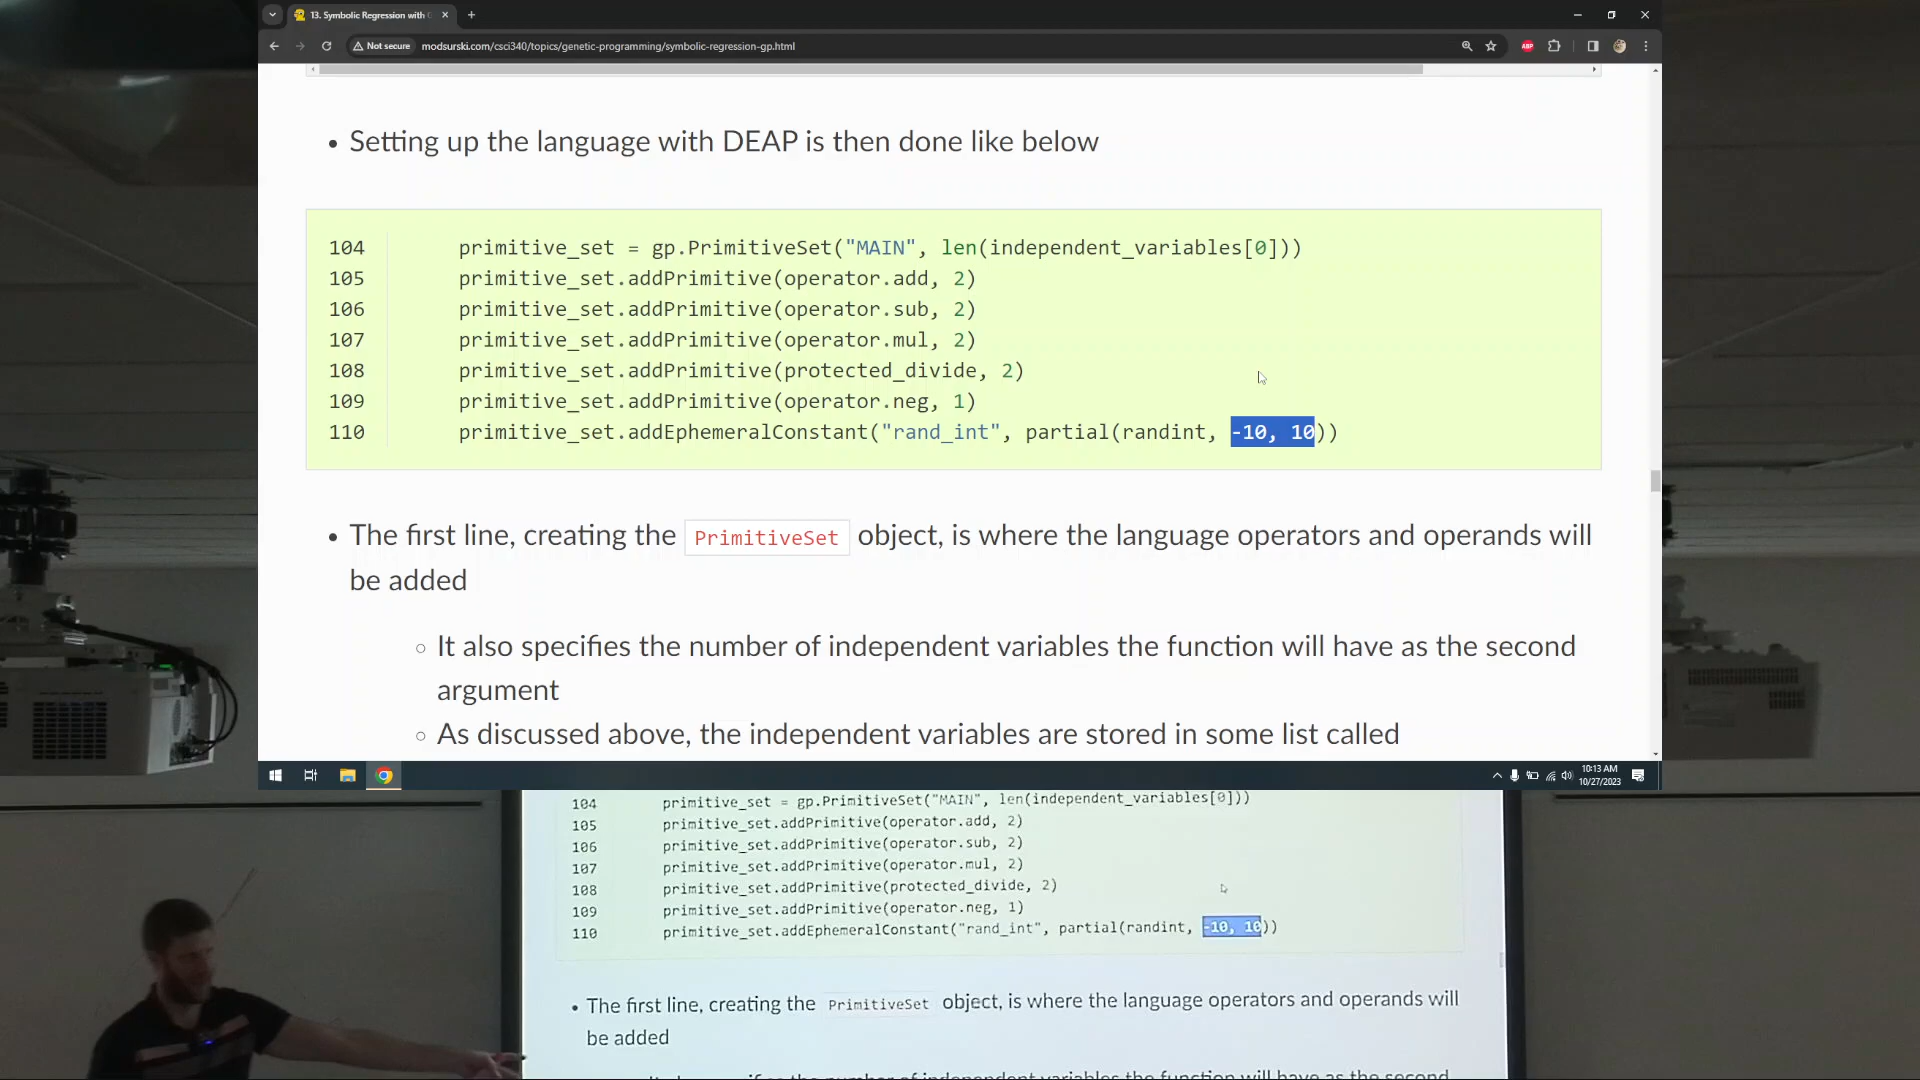 13. Symbolic Regression with
Not secure modsurski.com/csci340/topics/genetic-programming/symbolic-regression-gp.html
ABP
• Setting up the language with DEAP is then done like below
104 primitive_set = gp.PrimitiveSet("MAIN", len(independent_variables[0]))
105 primitive_set.addPrimitive(operator.add, 2)
106 primitive_set.addPrimitive(operator.sub, 2)
107 primitive_set.addPrimitive(operator.mul, 2)
108 primitive_set.addPrimitive(protected_divide, 2)
109 primitive_set.addPrimitive(operator.neg, 1)
110 primitive_set.addEphemeralConstant("rand_int", partial(randint, -10, 10))
• The first line, creating the PrimitiveSet object, is where the language operators and operands will
be added
◦ It also specifies the number of independent variables the function will have as the second
argument
◦ As discussed above, the independent variables are stored in some list called
10:13 AM
10/27/2023
104 primitive_set = gp.PrimitiveSet("MAIN", len(independent_variables[0]))
105 primitive_set.addPrimitive(operator.add, 2)
106 primitive_set.addPrimitive(operator.sub, 2)
107 primitive_set.addPrimitive(operator.mul, 2)
108 primitive_set.addPrimitive(protected_divide, 2)
109 primitive_set.addPrimitive(operator.neg, 1)
110 primitive_set.addEphemeralConstant("rand_int", partial(randint, -10, 10))
• The first line, creating the PrimitiveSet object, is where the language operators and operands will
be added